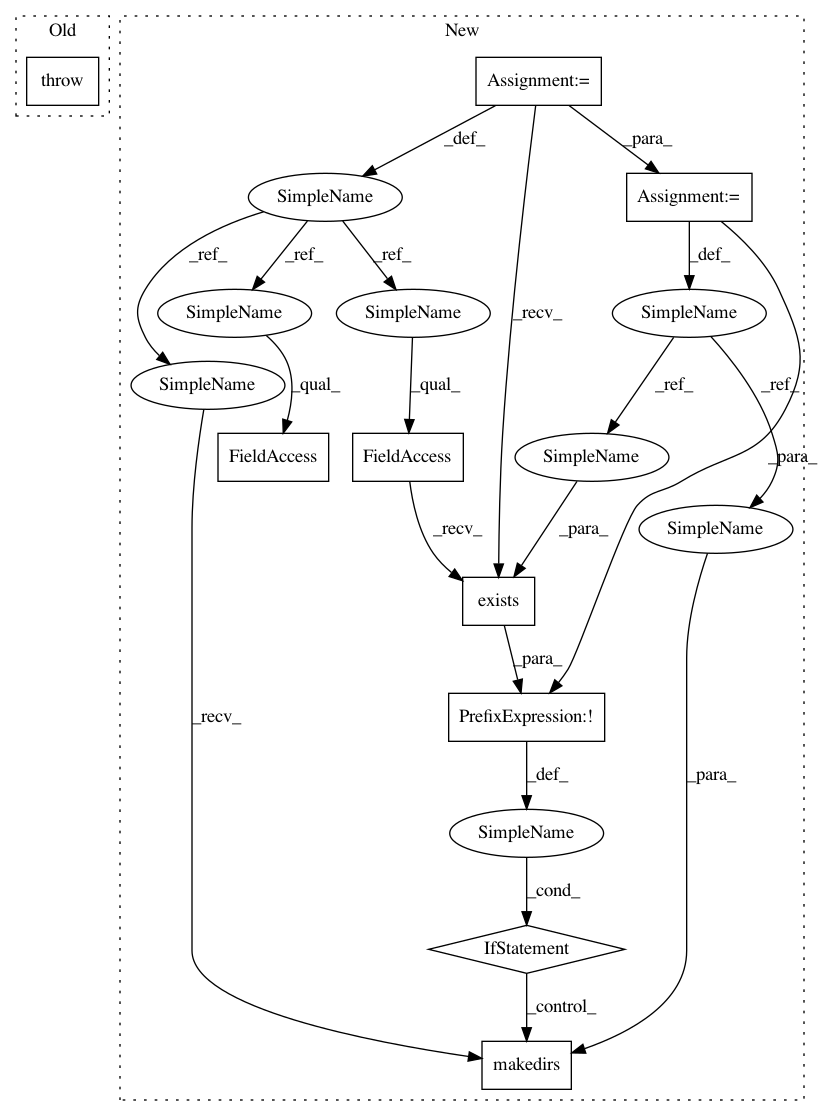 Old
New
throw
Assignment:=
_def_
_para_
SimpleName
Assignment:=
_ref_
_ref_
_ref_
_def_
SimpleName
SimpleName
_recv_
SimpleName
SimpleName
_qual_
_qual_
_ref_
_ref_
FieldAccess
FieldAccess
SimpleName
_para_
_recv_
_para_
SimpleName
exists
_para_
_recv_
PrefixExpression:!
_def_
_para_
SimpleName
_cond_
IfStatement
_control_
makedirs